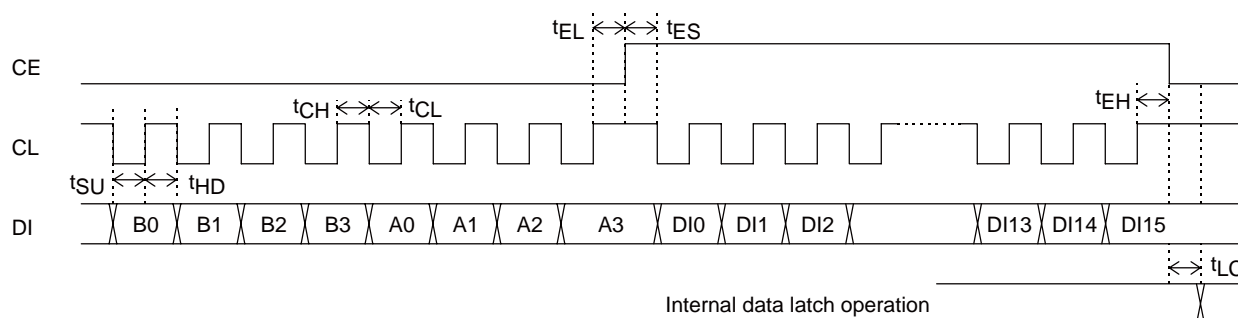 tEL tES
CE
tCH tCL tEH
CL
tSU tHD
DI B0 B1 B2 B3 A0 A1 A2 A3 DI0 DI1 DI2 DI13 DI14 DI15
tLC
Internal data latch operation